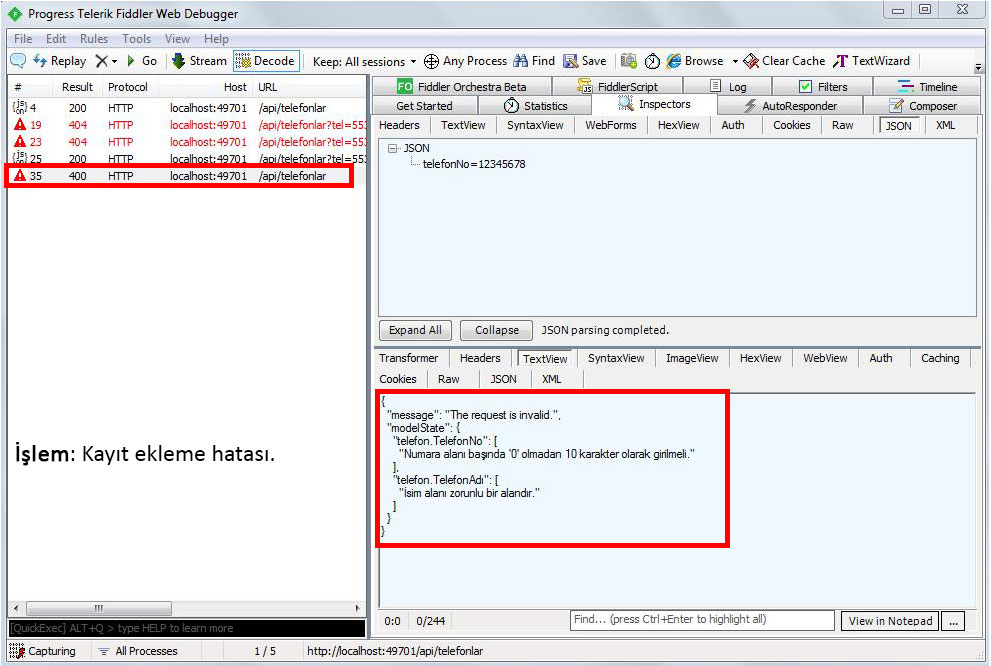 Progress Telerik Fiddler Web Debugger
File Edit Rules Tools View Help
Replay Go Stream Decode Keep: All sessions Any Process Find Save Browse Clear Cache TextWizard
# Result Protocol Host URL
4 200 HTTP localhost:49701 /api/telefonlar
19 404 HTTP localhost:49701 /api/telefonlar?tel=553
23 404 HTTP localhost:49701 /api/telefonlar?tel=553
25 200 HTTP localhost:49701 /api/telefonlar?tel=553
35 400 HTTP localhost:49701 /api/telefonlar
İşlem: Kayıt ekleme hatası.
[QuickExec] ALT+Q > type HELP to learn more
FO Fiddler Orchestra Beta FiddlerScript Log Filters Timeline
Get Started Statistics Inspectors AutoResponder Composer
Headers TextView SyntaxView WebForms HexView Auth Cookies Raw JSON XML
JSON
telefonNo=12345678
Expand All Collapse JSON parsing completed.
Transformer Headers TextView SyntaxView ImageView HexView WebView Auth Caching
Cookies Raw JSON XML
{
"message": "The request is invalid.",
"modelState": {
"telefon.TelefonNo": [
"Numara alanı başında '0' olmadan 10 karakter olarak girilmeli."
],
"telefon.TelefonAdı": [
"İsim alanı zorunlu bir alandır."
]
}
}
0:0 0/244 Find... (press Ctrl+Enter to highlight all) View in Notepad ...
Capturing All Processes 1 / 5 http://localhost:49701/api/telefonlar